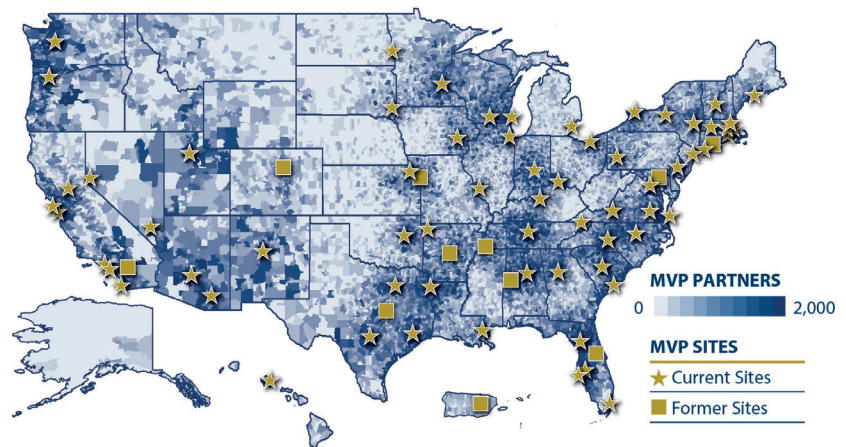 MVP PARTNERS
0 2,000
MVP SITES
Current Sites
Former Sites